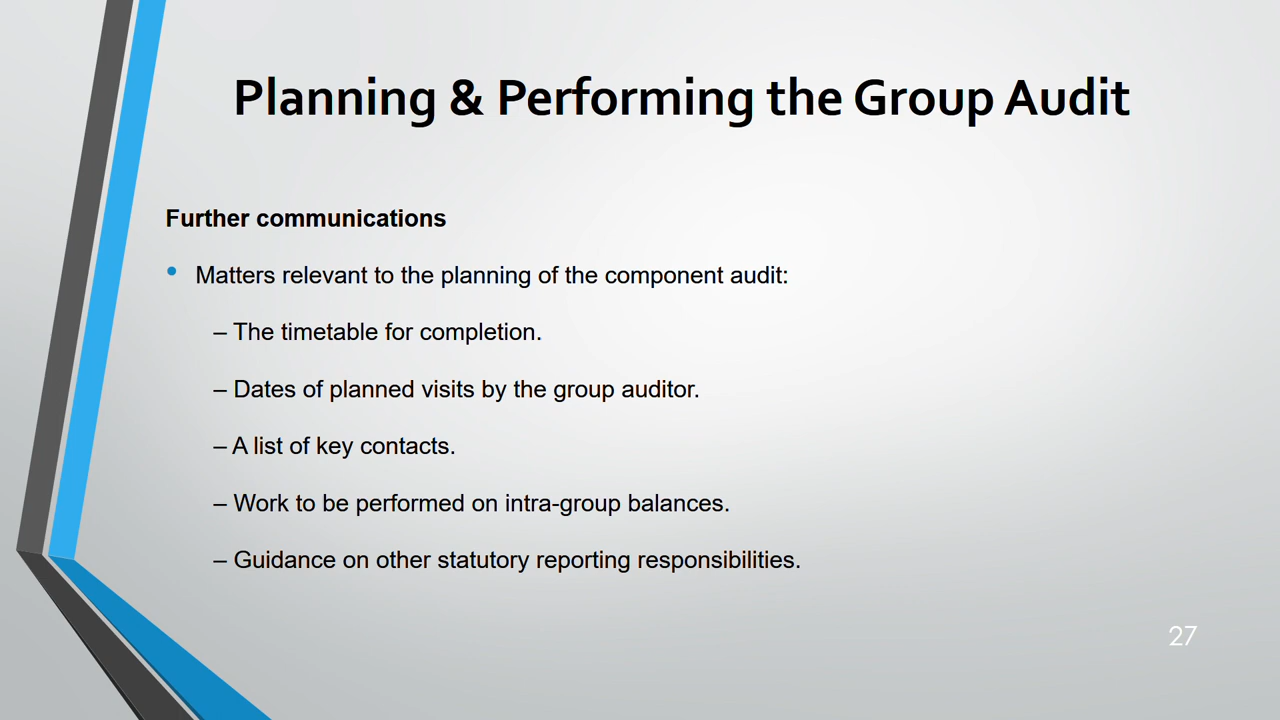 Planning & Performing the Group Audit
Further communications
• Matters relevant to the planning of the component audit:
– The timetable for completion.
– Dates of planned visits by the group auditor.
– A list of key contacts.
– Work to be performed on intra-group balances.
– Guidance on other statutory reporting responsibilities.
27